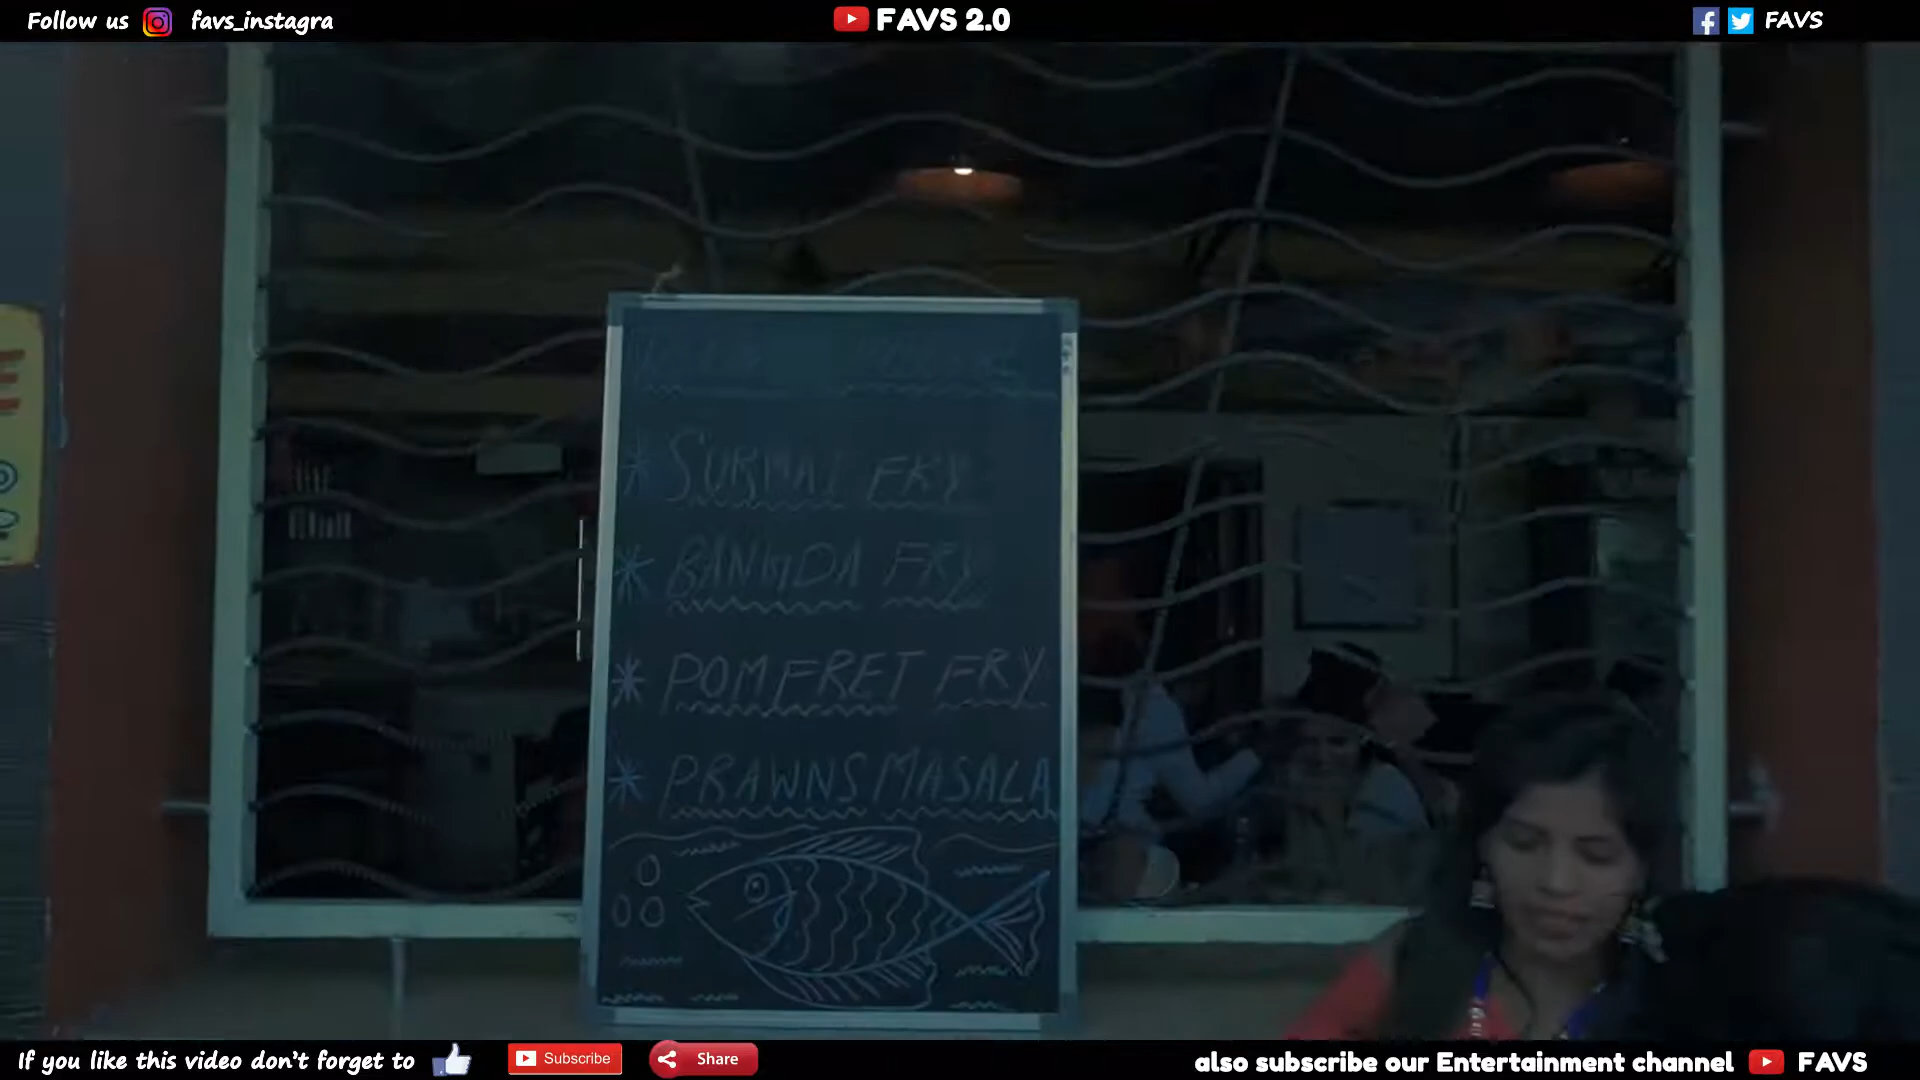 Follow us favs_instagra
FAVS 2.0
FAVS
SURMAI FRY
BANGDA FRY
POMFRET FRY
PRAWNS MASALA
If you like this video don't forget to
Subscribe
Share
also subscribe our Entertainment channel FAVS